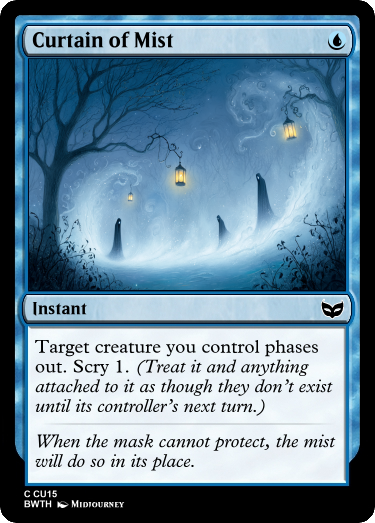 Curtain of Mist
Instant
Target creature you control phases
out. Scry 1. (Treat it and anything
attached to it as though they don't exist
until its controller's next turn.)
When the mask cannot protect, the mist
will do so in its place.
C CU15
BWTH Midjourney